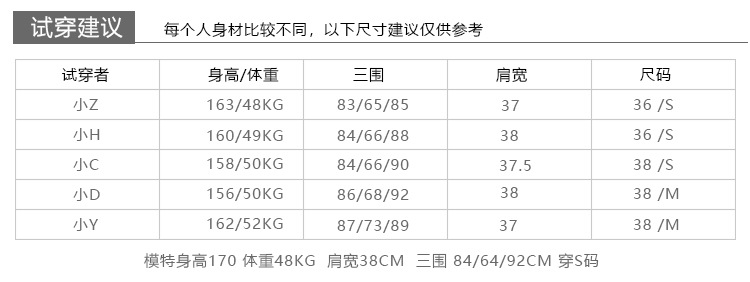 试穿建议 每个人身材比较不同，以下尺寸建议仅供参考
试穿者 身高/体重 三围 肩宽 尺码
小Z 163/48KG 83/65/85 37 36 /S
小H 160/49KG 84/66/88 38 36 /S
小C 158/50KG 84/66/90 37.5 38 /S
小D 156/50KG 86/68/92 38 38 /M
小Y 162/52KG 87/73/89 37 38 /M
模特身高170 体重48KG 肩宽38CM 三围 84/64/92CM 穿S码